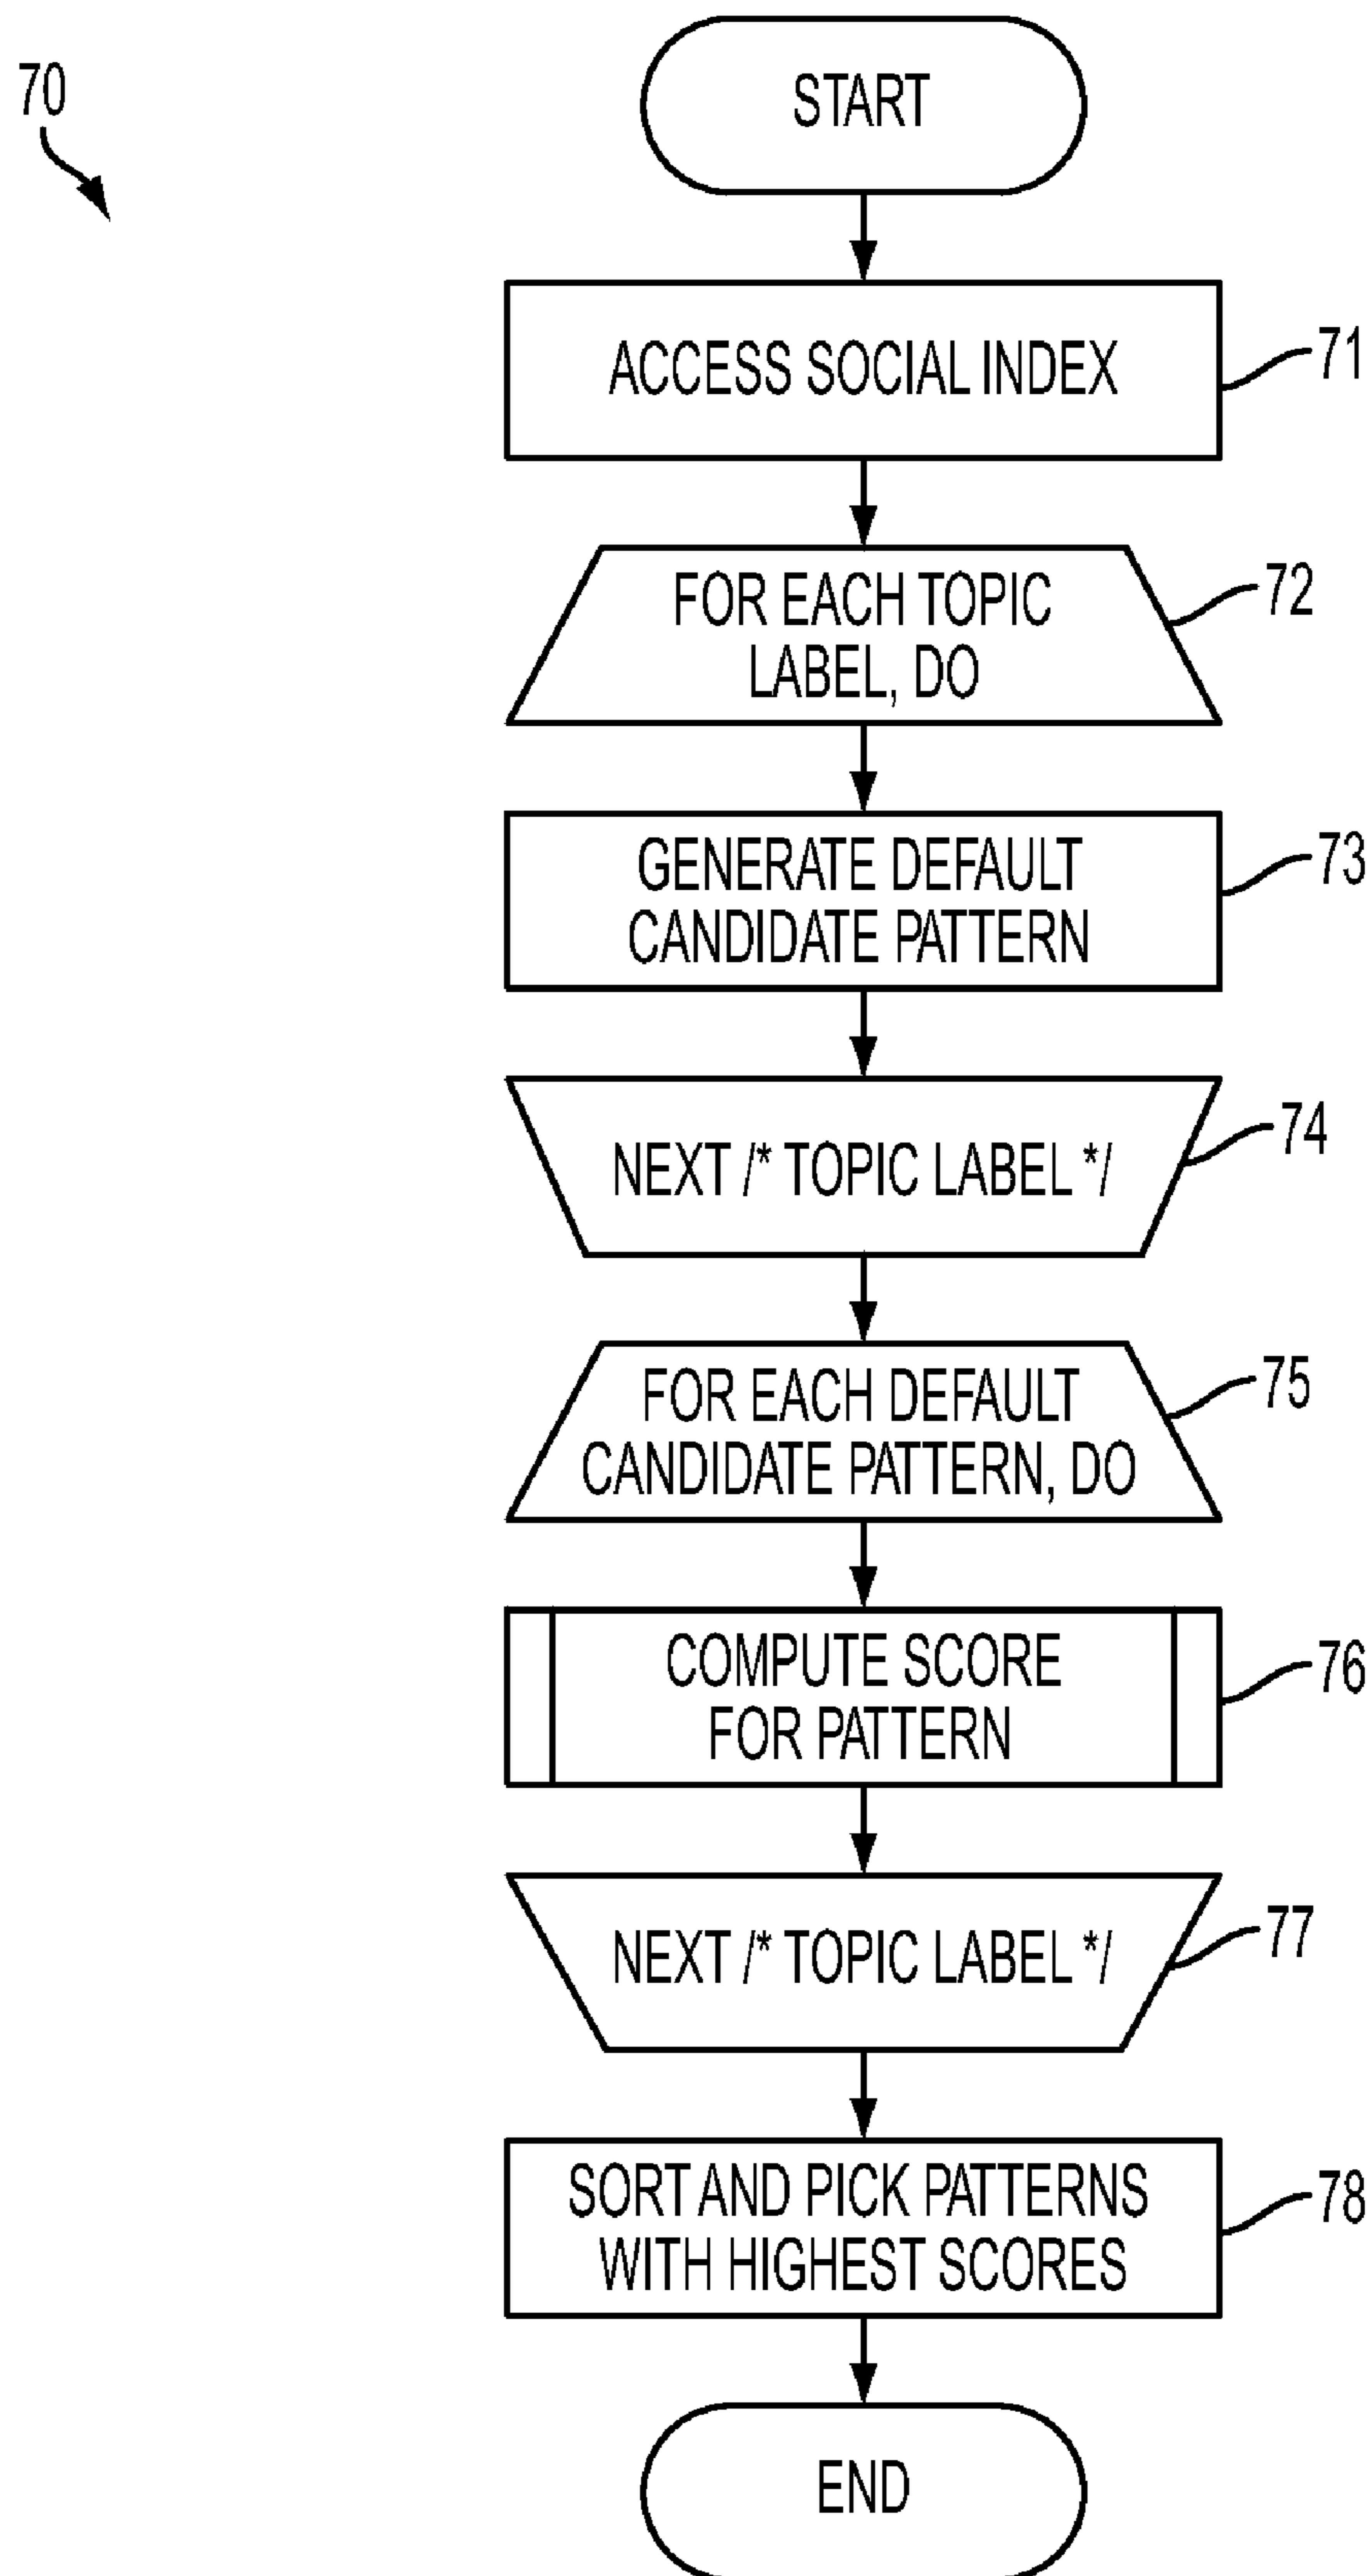 70
START
ACCESS SOCIAL INDEX
71
FOR EACH TOPIC
LABEL, DO
72
GENERATE DEFAULT
CANDIDATE PATTERN
73
NEXT /* TOPIC LABEL */
74
FOR EACH DEFAULT
CANDIDATE PATTERN, DO
75
COMPUTE SCORE
FOR PATTERN
76
NEXT /* TOPIC LABEL */
77
SORT AND PICK PATTERNS
WITH HIGHEST SCORES
78
END